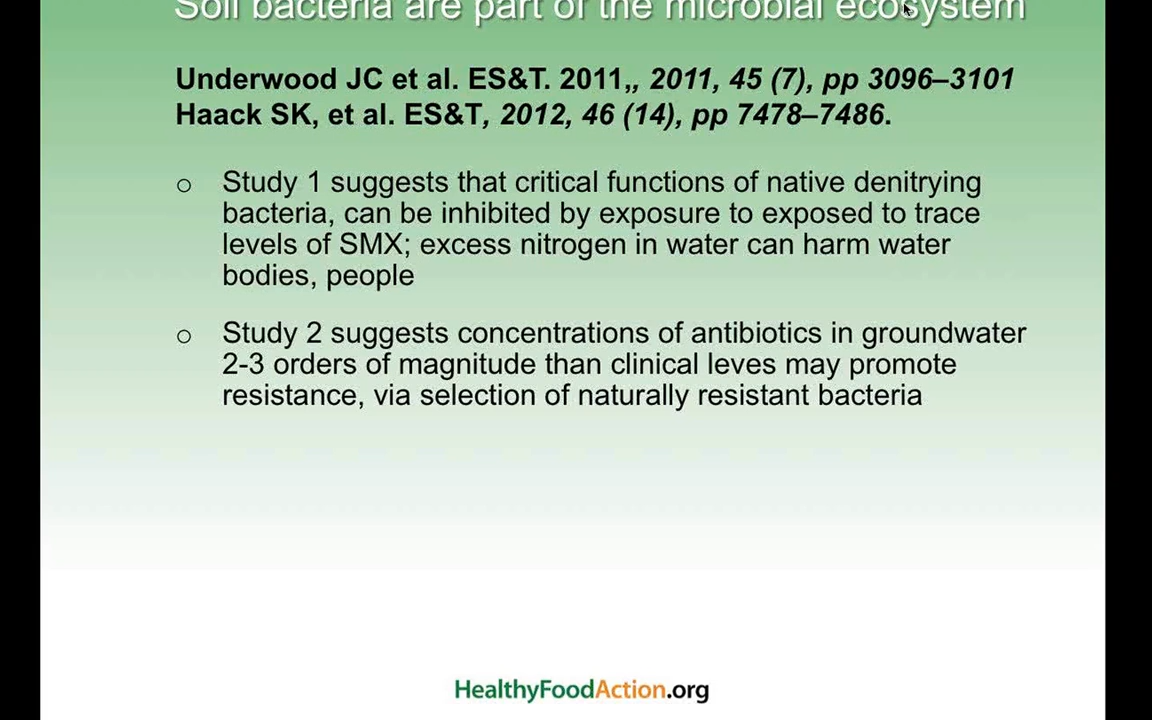 Soil bacteria are part of the microbial ecosystem
Underwood JC et al. ES&T. 2011,, 2011, 45 (7), pp 3096–3101
Haack SK, et al. ES&T, 2012, 46 (14), pp 7478–7486.
o Study 1 suggests that critical functions of native denitrying
bacteria, can be inhibited by exposure to exposed to trace
levels of SMX; excess nitrogen in water can harm water
bodies, people
o Study 2 suggests concentrations of antibiotics in groundwater
2-3 orders of magnitude than clinical leves may promote
resistance, via selection of naturally resistant bacteria
HealthyFoodAction.org